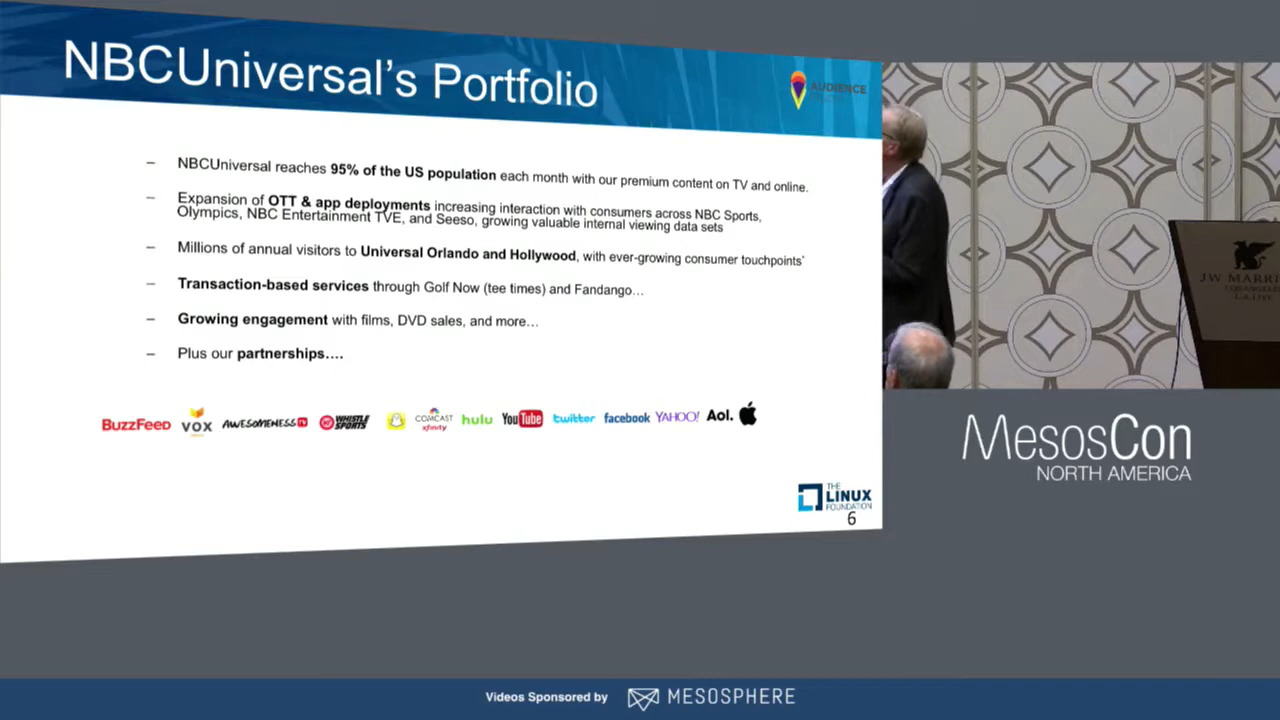 NBCUniversal's Portfolio
AUDIENCE
– NBCUniversal reaches 95% of the US population each month with our premium content on TV and online.
– Expansion of OTT & app deployments increasing interaction with consumers across NBC Sports,
Olympics, NBC Entertainment TVE, and Seeso, growing valuable internal viewing data sets
– Millions of annual visitors to Universal Orlando and Hollywood, with ever-growing consumer touchpoints'
– Transaction-based services through Golf Now (tee times) and Fandango…
– Growing engagement with films, DVD sales, and more…
– Plus our partnerships….
BuzzFeed VOX AWESOMENESS TV WHISTLE SPORTS COMCAST xfinity hulu YouTube twitter facebook YAHOO! Aol.
THE
LINUX
FOUNDATION
6
JW MARRI
L.A. LIVE
MesosCon
NORTH AMERICA
Videos Sponsored by MESOSPHERE